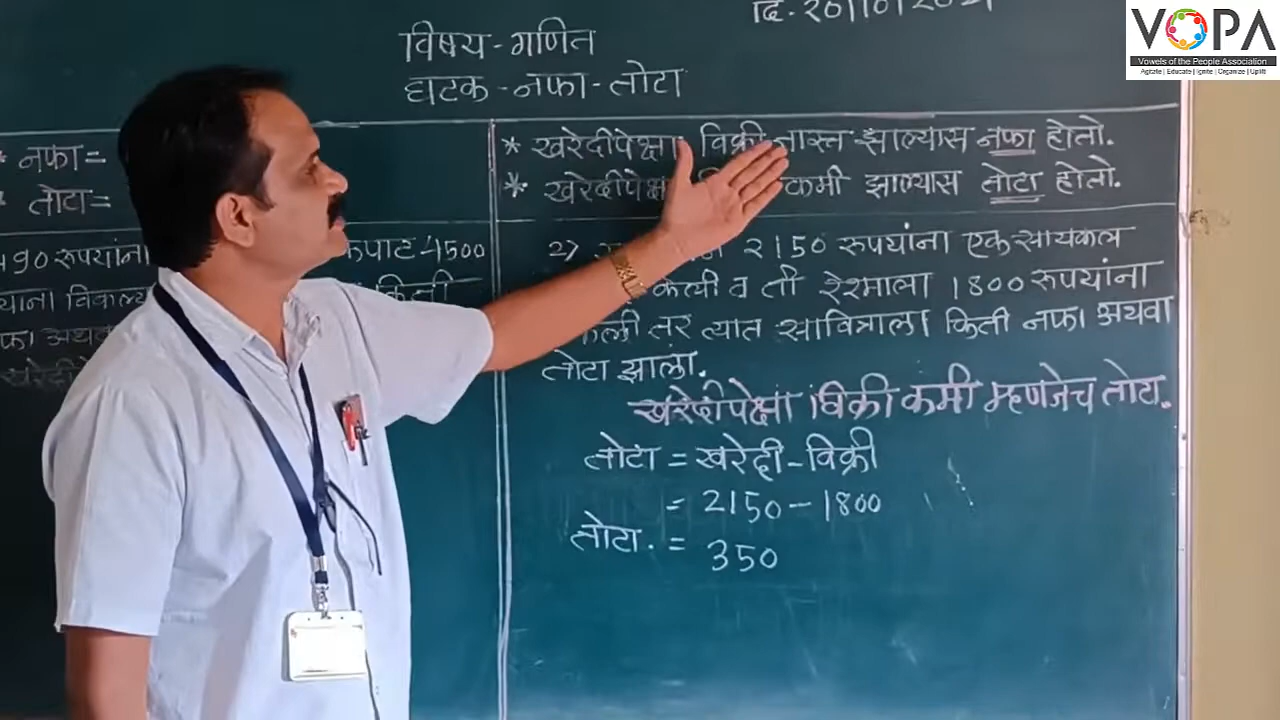 VOPA
Vowels of the People Association
Agitate | Educate | Ignite | Organize | Uplift
विषय-गणित
घटक-नफा-तोटा
* नफा=
* तोटा=
रूपयांना
कपाट 4500
याना विकल्य
किती
फा अथव
* खरेदीपेक्षा विक्री जास्त झाल्यास नफा होतो.
* खरेदीपेक्षा कमी झाल्यास तोटा होतो.
2) 2150 रुपयांना एक सायकल
केली व ती रेश्माला 1800 रूपयांना
केली तर त्यात सावित्राला किती नफा अथवा
तोटा झाला.
खरेदीपेक्षा विक्री कमी म्हणजेच तोटा.
तोटा = खरेदी-विक्री
= 2150-1800
तोटा. = 350